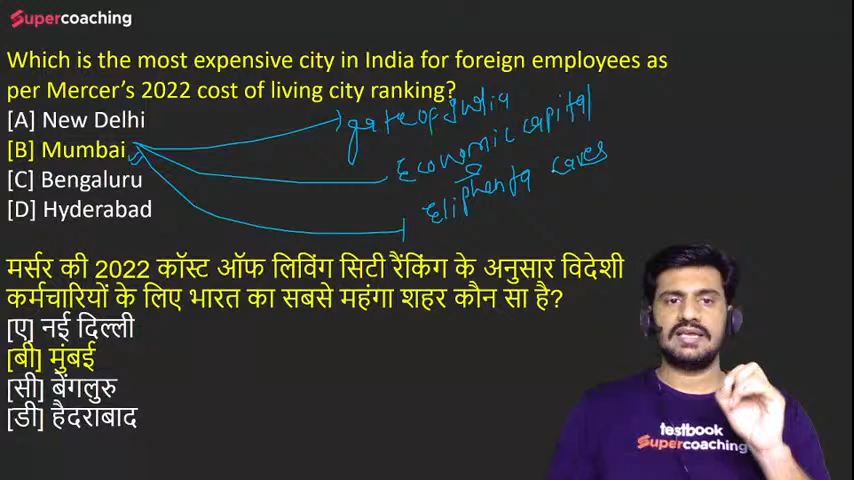 Supercoaching
Which is the most expensive city in India for foreign employees as
per Mercer's 2022 cost of living city ranking?
[A] New Delhi
[B] Mumbai
[C] Bengaluru
[D] Hyderabad
gate of India
Economic capital
Eliphenta caves
मर्सर की 2022 कॉस्ट ऑफ लिविंग सिटी रैंकिंग के अनुसार विदेशी
कर्मचारियों के लिए भारत का सबसे महंगा शहर कौन सा है?
[ए] नई दिल्ली
[बी] मुंबई
[सी] बेंगलुरु
[डी] हैदराबाद
testbook
Supercoaching